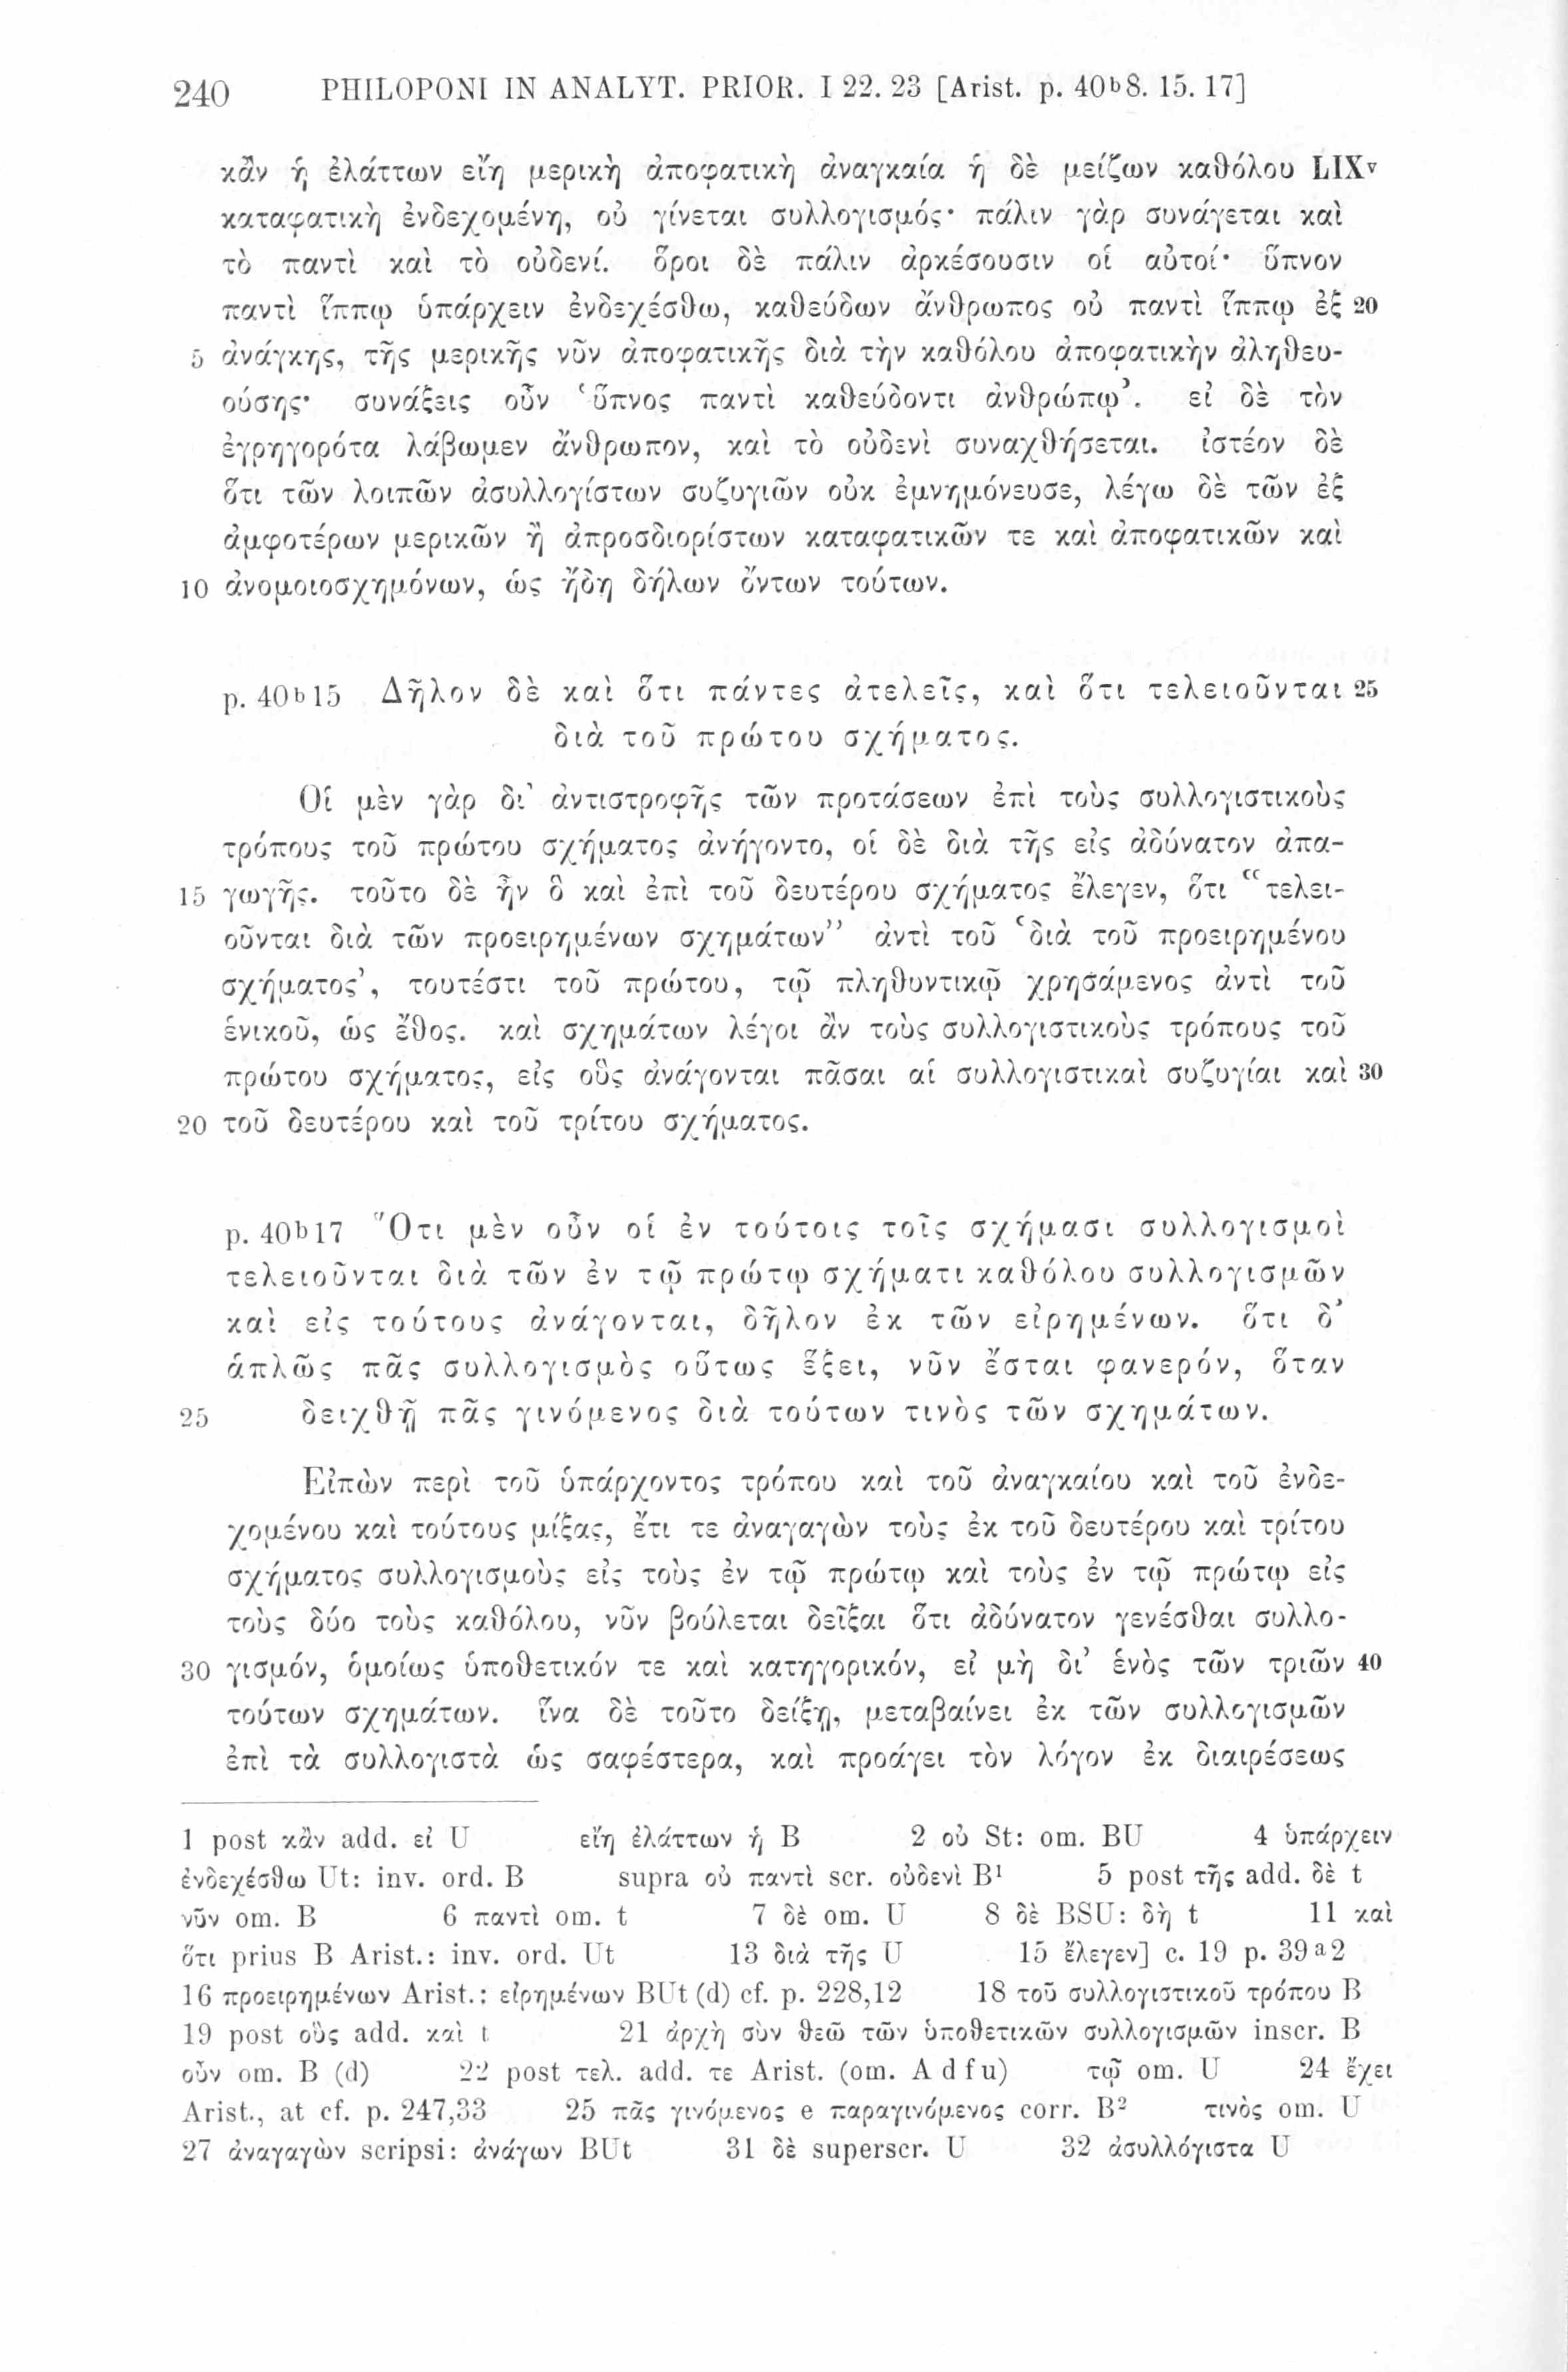 240 PHILOPONI IN ANALYT. PRIOR. I 22. 23 [Arist. p. 40b8. 15. 17]
κἂν ἡ ἐλάττων εἴη μερικὴ ἀποφατικὴ ἀναγκαία ἡ δὲ μείζων καθόλου LIXv
καταφατικὴ ἐνδεχομένη, οὐ γίνεται συλλογισμός· πάλιν γὰρ συνάγεται καὶ
τὸ παντὶ καὶ τὸ οὐδενί. ὅροι δὲ πάλιν ἀρκέσουσιν οἱ αὐτοί· ὕπνον
παντὶ ἵππῳ ὑπάρχειν ἐνδεχέσθω, καθεύδων ἄνθρωπος οὐ παντὶ ἵππῳ ἐξ 20
5 ἀνάγκης, τῆς μερικῆς νῦν ἀποφατικῆς διὰ τὴν καθόλου ἀποφατικὴν ἀληθευ-
ούσης· συνάξεις οὖν ‘ὕπνος παντὶ καθεύδοντι ἀνθρώπῳ’. εἰ δὲ τὸν
ἐγρηγορότα λάβωμεν ἄνθρωπον, καὶ τὸ οὐδενὶ συναχθήσεται. ἰστέον δὲ
ὅτι τῶν λοιπῶν ἀσυλλογίστων συζυγιῶν οὐκ ἐμνημόνευσε, λέγω δὲ τῶν ἐξ
ἀμφοτέρων μερικῶν ἢ ἀπροσδιορίστων καταφατικῶν τε καὶ ἀποφατικῶν καὶ
10 ἀνομοιοσχημόνων, ὡς ἤδη δήλων ὄντων τούτων.
p. 40b15 Δῆλον δὲ καὶ ὅτι πάντες ἀτελεῖς, καὶ ὅτι τελειοῦνται 25
διὰ τοῦ πρώτου σχήματος.
Οἱ μὲν γὰρ δι’ ἀντιστροφῆς τῶν προτάσεων ἐπὶ τοὺς συλλογιστικοὺς
τρόπους τοῦ πρώτου σχήματος ἀνήγοντο, οἱ δὲ διὰ τῆς εἰς ἀδύνατον ἀπα-
15 γωγῆς. τοῦτο δὲ ἦν ὃ καὶ ἐπὶ τοῦ δευτέρου σχήματος ἔλεγεν, ὅτι “τελει-
οῦνται διὰ τῶν προειρημένων σχημάτων” ἀντὶ τοῦ ‘διὰ τοῦ προειρημένου
σχήματος’, τουτέστι τοῦ πρώτου, τῷ πληθυντικῷ χρησάμενος ἀντὶ τοῦ
ἑνικοῦ, ὡς ἔθος. καὶ σχημάτων λέγοι ἂν τοὺς συλλογιστικοὺς τρόπους τοῦ
πρώτου σχήματος, εἰς οὓς ἀνάγονται πᾶσαι αἱ συλλογιστικαὶ συζυγίαι καὶ 30
20 τοῦ δευτέρου καὶ τοῦ τρίτου σχήματος.
p. 40b17 Ὅτι μὲν οὖν οἱ ἐν τούτοις τοῖς σχήμασι συλλογισμοὶ
τελειοῦνται διὰ τῶν ἐν τῷ πρώτῳ σχήματι καθόλου συλλογισμῶν
καὶ εἰς τούτους ἀνάγονται, δῆλον ἐκ τῶν εἰρημένων. ὅτι δ’
ἁπλῶς πᾶς συλλογισμὸς οὕτως ἕξει, νῦν ἔσται φανερόν, ὅταν
25 δειχθῇ πᾶς γινόμενος διὰ τούτων τινὸς τῶν σχημάτων.
Εἰπὼν περὶ τοῦ ὑπάρχοντος τρόπου καὶ τοῦ ἀναγκαίου καὶ τοῦ ἐνδε-
χομένου καὶ τούτους μίξας, ἔτι τε ἀναγαγὼν τοὺς ἐκ τοῦ δευτέρου καὶ τρίτου
σχήματος συλλογισμοὺς εἰς τοὺς ἐν τῷ πρώτῳ καὶ τοὺς ἐν τῷ πρώτῳ εἰς
τοὺς δύο τοὺς καθόλου, νῦν βούλεται δεῖξαι ὅτι ἀδύνατον γενέσθαι συλλο-
30 γισμόν, ὁμοίως ὑποθετικόν τε καὶ κατηγορικόν, εἰ μὴ δι’ ἑνὸς τῶν τριῶν 40
τούτων σχημάτων. ἵνα δὲ τοῦτο δείξῃ, μεταβαίνει ἐκ τῶν συλλογισμῶν
ἐπὶ τὰ συλλογιστὰ ὡς σαφέστερα, καὶ προάγει τὸν λόγον ἐκ διαιρέσεως
1 post κἂν add. εἰ U εἴη ἐλάττων ἡ B 2 οὐ St: om. BU 4 ὑπάρχειν
ἐνδεχέσθω Ut: inv. ord. B supra οὐ παντὶ scr. οὐδενὶ B¹ 5 post τῆς add. δὲ t
νῦν om. B 6 παντὶ om. t 7 δὲ om. U 8 δὲ BSU: δὴ t 11 καὶ
ὅτι prius B Arist.: inv. ord. Ut 13 διὰ τῆς U 15 ἔλεγεν] c. 19 p. 39a2
16 προειρημένων Arist.: εἰρημένων BUt (d) cf. p. 228,12 18 τοῦ συλλογιστικοῦ τρόπου B
19 post οὓς add. καὶ t 21 ἀρχὴ σὺν θεῶ τῶν ὑποθετικῶν συλλογισμῶν inscr. B
οὖν om. B (d) 22 post τελ. add. τε Arist. (om. A d f u) τῷ om. U 24 ἔχει
Arist., at cf. p. 247,33 25 πᾶς γινόμενος e παραγινόμενος corr. B² τινὸς om. U
27 ἀναγαγὼν scripsi: ἀνάγων BUt 31 δὲ superscr. U 32 ἀσυλλόγιστα U